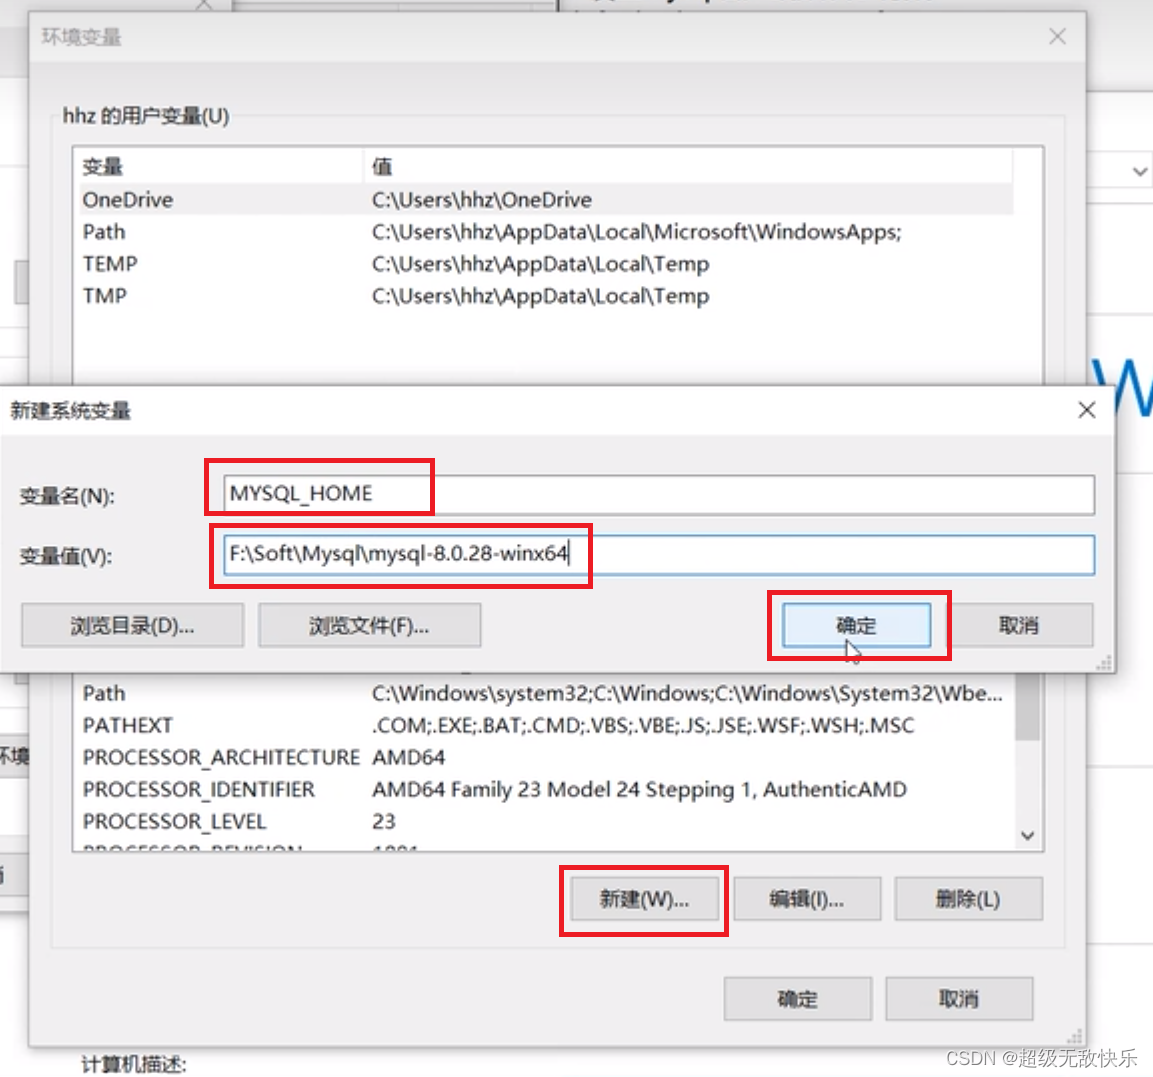 环境变量
hhz 的用户变量(U)
变量 值
OneDrive C:\Users\hhz\OneDrive
Path C:\Users\hhz\AppData\Local\Microsoft\WindowsApps;
TEMP C:\Users\hhz\AppData\Local\Temp
TMP C:\Users\hhz\AppData\Local\Temp
W
新建系统变量
变量名(N): MYSQL_HOME
变量值(V): F:\Soft\Mysql\mysql-8.0.28-winx64
浏览目录(D)... 浏览文件(F)... 确定 取消
Path C:\Windows\system32;C:\Windows;C:\Windows\System32\Wbe...
PATHEXT .COM;.EXE;.BAT;.CMD;.VBS;.VBE;.JS;.JSE;.WSF;.WSH;.MSC
PROCESSOR_ARCHITECTURE AMD64
环境
PROCESSOR_IDENTIFIER AMD64 Family 23 Model 24 Stepping 1, AuthenticAMD
PROCESSOR_LEVEL 23
PROCESSOR_REVISION
新建(W)... 编辑(I)... 删除(L)
确定 取消
计算机描述:
CSDN @超级无敌快乐